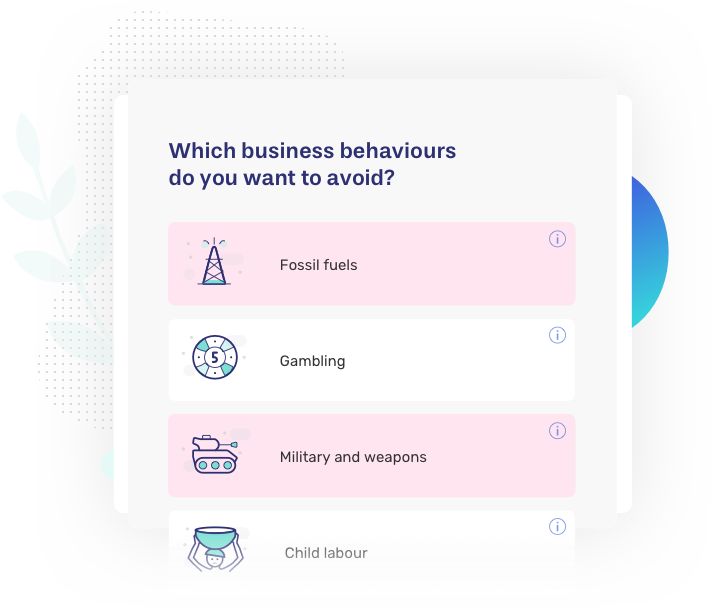 Which business behaviours
do you want to avoid?
Fossil fuels
5
Gambling
Military and weapons
Child labour